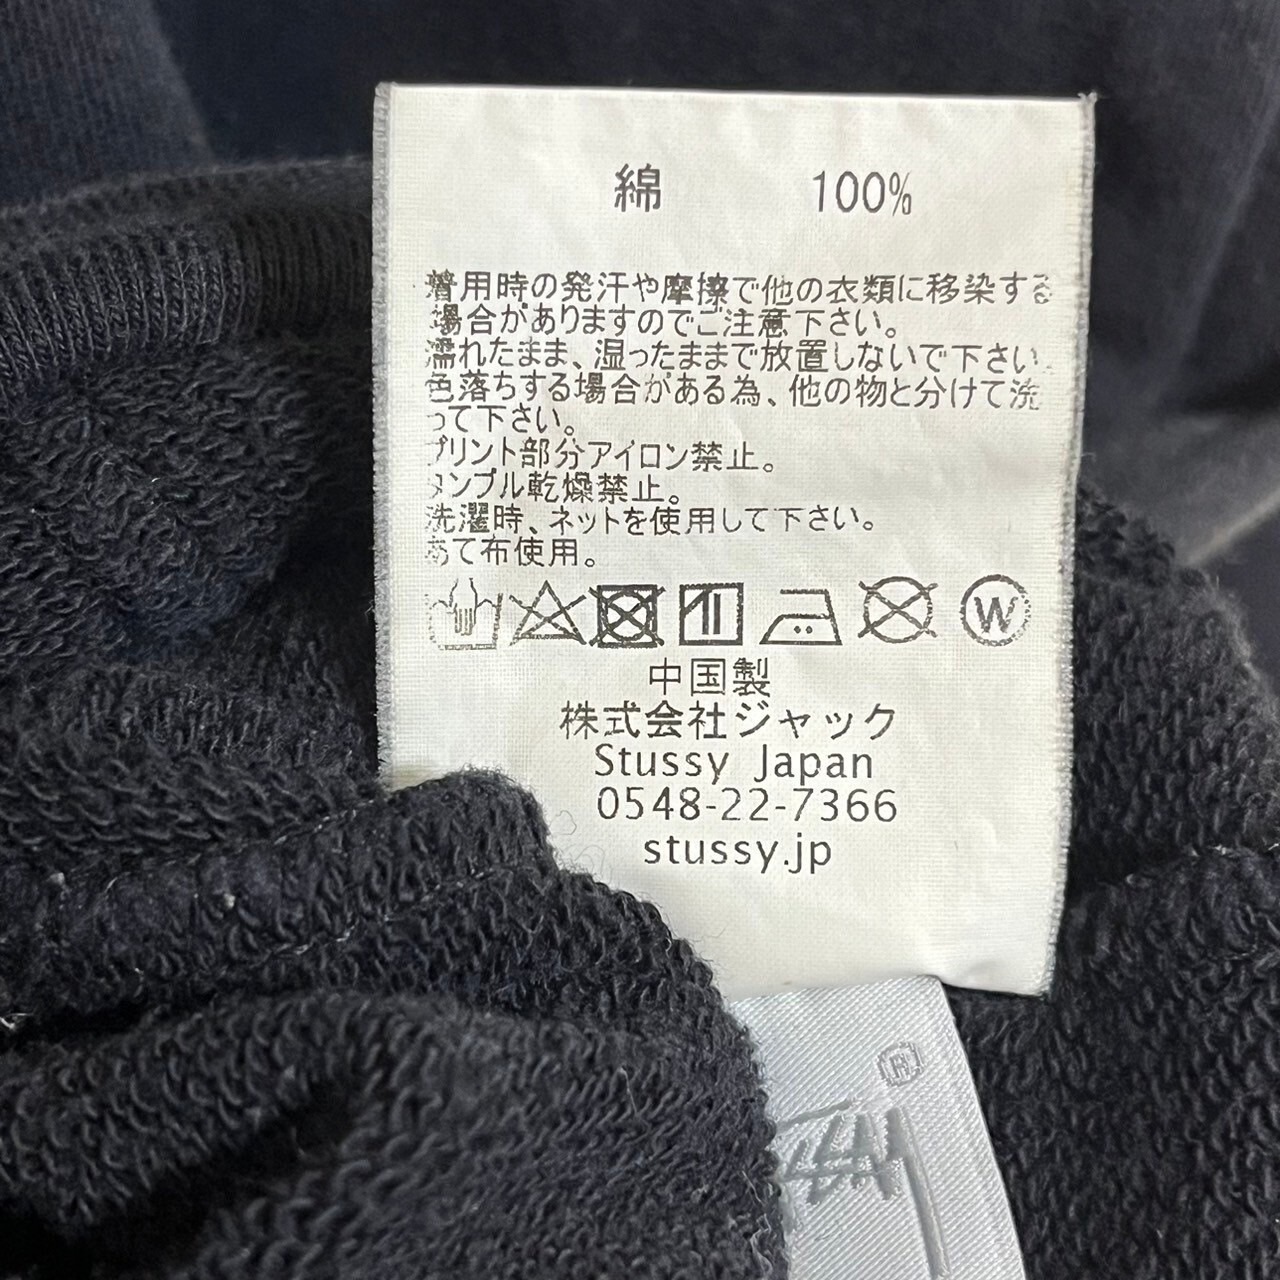 綿 100%
着用時の発汗や摩擦で他の衣類に移染する
場合がありますのでご注意下さい。
濡れたまま、湿ったままで放置しないで下さい。
色落ちする場合がある為、他の物と分けて洗
って下さい。
プリント部分アイロン禁止。
タンブル乾燥禁止。
洗濯時、ネットを使用して下さい。
あて布使用。
W
中国製
株式会社ジャック
Stussy Japan
0548-22-7366
stussy.jp